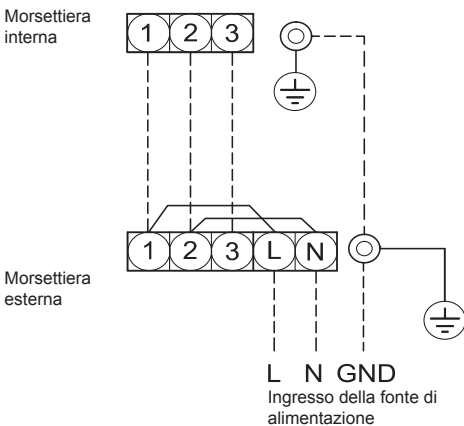 Morsettiera
interna
1 2 3
1 2 3 L N
Morsettiera
esterna
L N GND
Ingresso della fonte di
alimentazione